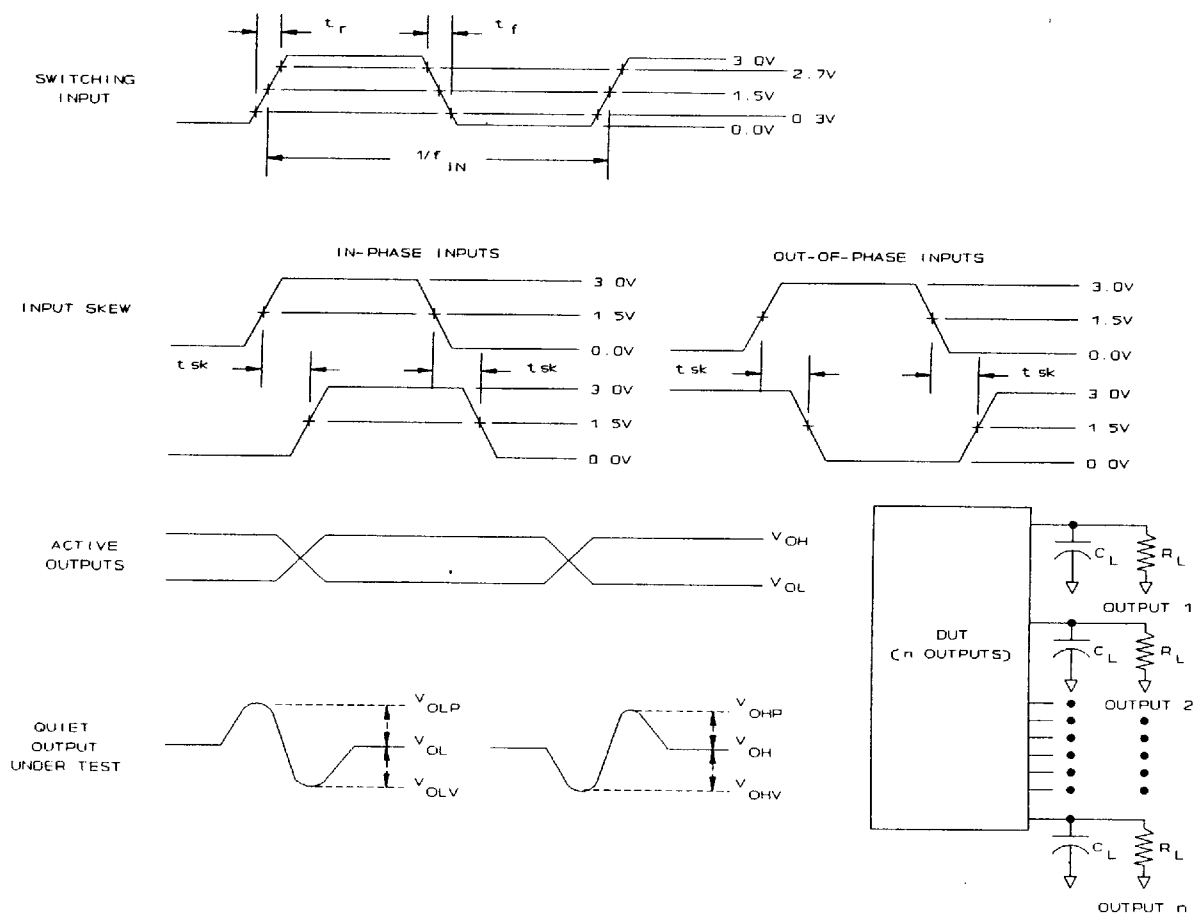 t r
t f
SWITCHING
INPUT
3 0V
2.7V
1.5V
0 3V
0.0V
1/f IN
IN-PHASE INPUTS
OUT-OF-PHASE INPUTS
INPUT SKEW
3 0V
1 5V
0.0V
3.0V
1.5V
0.0V
t sk
t sk
t sk
t sk
3 0V
1 5V
0 0V
3 0V
1 5V
0 0V
ACTIVE
OUTPUTS
V OH
V OL
DUT
(n OUTPUTS)
C L
R L
OUTPUT 1
C L
R L
OUTPUT 2
C L
R L
OUTPUT n
QUIET
OUTPUT
UNDER TEST
V OLP
V OL
V OLV
V OHP
V OH
V OHV